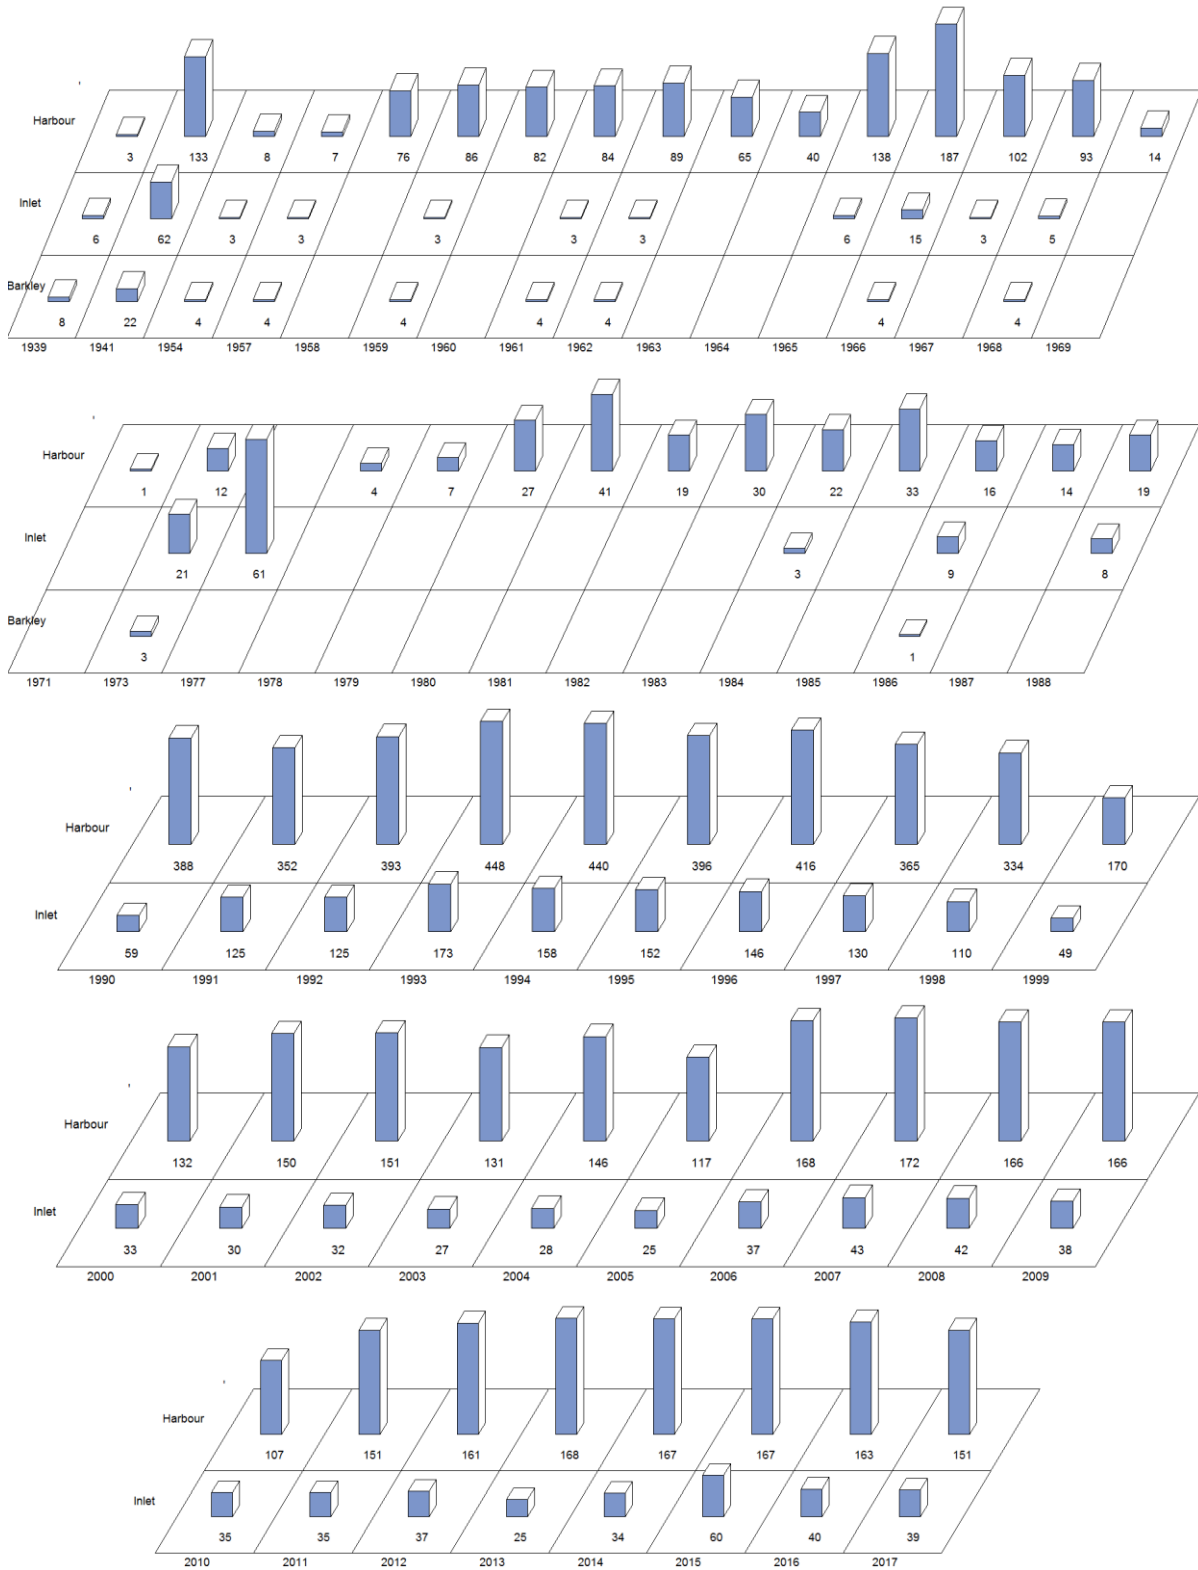 Harbour
3 133 8 7 76 86 82 84 89 65 40 138 187 102 93 14
Inlet
6 62 3 3 3 3 3 6 15 3 5
Barkley
8 22 4 4 4 4 4 4 4
1939 1941 1954 1957 1958 1959 1960 1961 1962 1963 1964 1965 1966 1967 1968 1969
Harbour
1 12 4 7 27 41 19 30 22 33 16 14 19
Inlet
21 61 3 9 8
Barkley
3 1
1971 1973 1977 1978 1979 1980 1981 1982 1983 1984 1985 1986 1987 1988
Harbour
388 352 393 448 440 396 416 365 334 170
Inlet
59 125 125 173 158 152 146 130 110 49
1990 1991 1992 1993 1994 1995 1996 1997 1998 1999
Harbour
132 150 151 131 146 117 168 172 166 166
Inlet
33 30 32 27 28 25 37 43 42 38
2000 2001 2002 2003 2004 2005 2006 2007 2008 2009
Harbour
107 151 161 168 167 167 163 151
Inlet
35 35 37 25 34 60 40 39
2010 2011 2012 2013 2014 2015 2016 2017